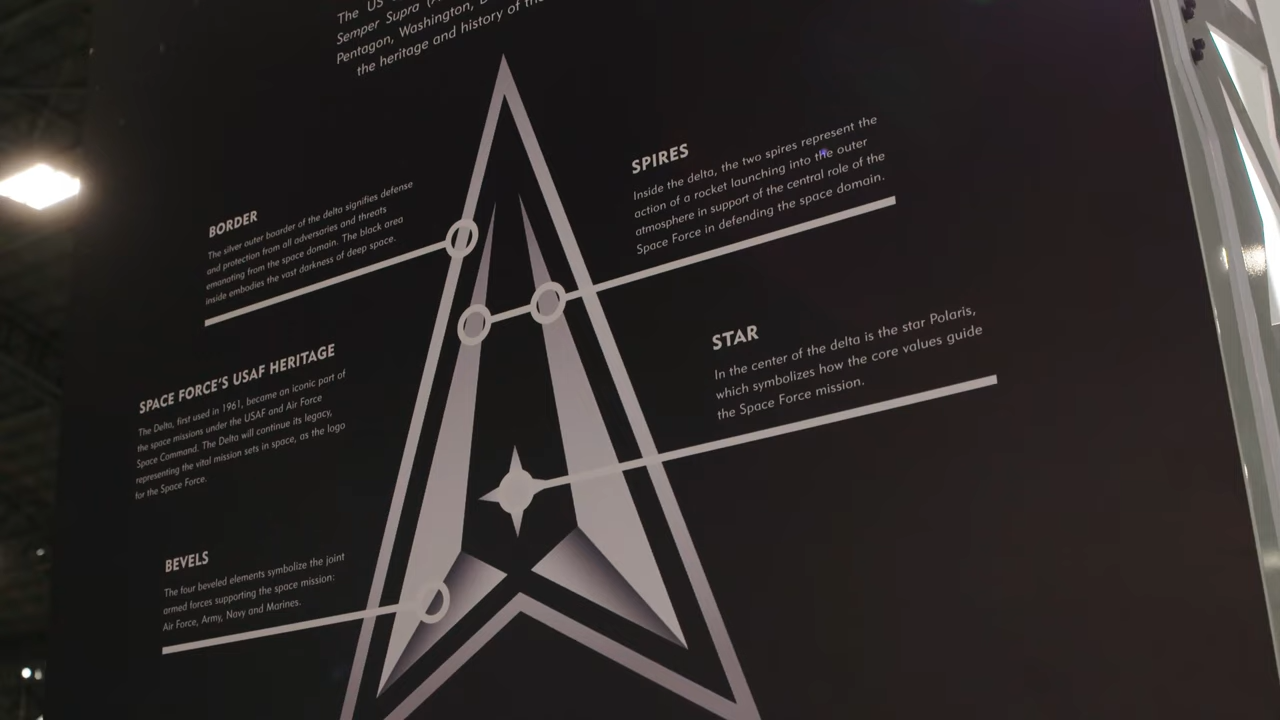 The US
Semper Supra (A
Pentagon, Washington, D
the heritage and history of the
SPIRES
Inside the delta, the two spires represent the
action of a rocket launching into the outer
atmosphere in support of the central role of the
Space Force in defending the space domain.
BORDER
The silver outer boarder of the delta signifies defense
and protection from all adversaries and threats
emanating from the space domain. The black area
inside embodies the vast darkness of deep space.
STAR
In the center of the delta is the star Polaris,
which symbolizes how the core values guide
the Space Force mission.
SPACE FORCE'S USAF HERITAGE
The Delta, first used in 1961, became an iconic part of
the space missions under the USAF and Air Force
Space Command. The Delta will continue its legacy,
representing the vital mission sets in space, as the logo
for the Space Force.
BEVELS
The four beveled elements symbolize the joint
armed forces supporting the space mission:
Air Force, Army, Navy and Marines.